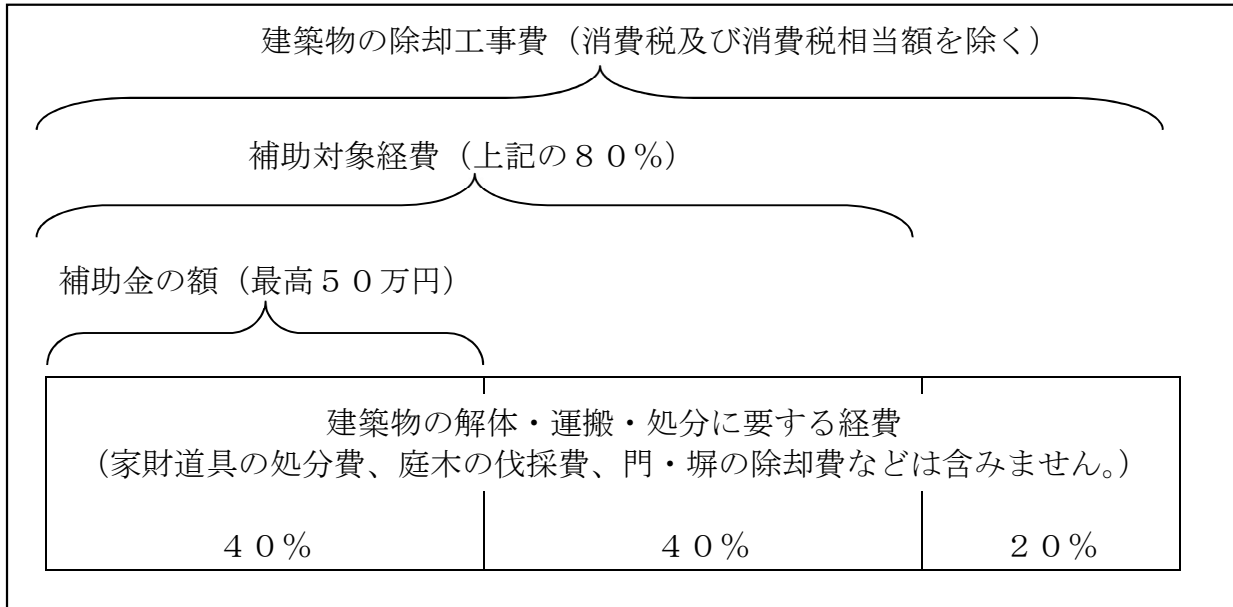 建築物の除却工事費（消費税及び消費税相当額を除く）
補助対象経費（上記の８０％）
補助金の額（最高５０万円）
建築物の解体・運搬・処分に要する経費
（家財道具の処分費、庭木の伐採費、門・塀の除却費などは含みません。）
４０％　４０％　２０％